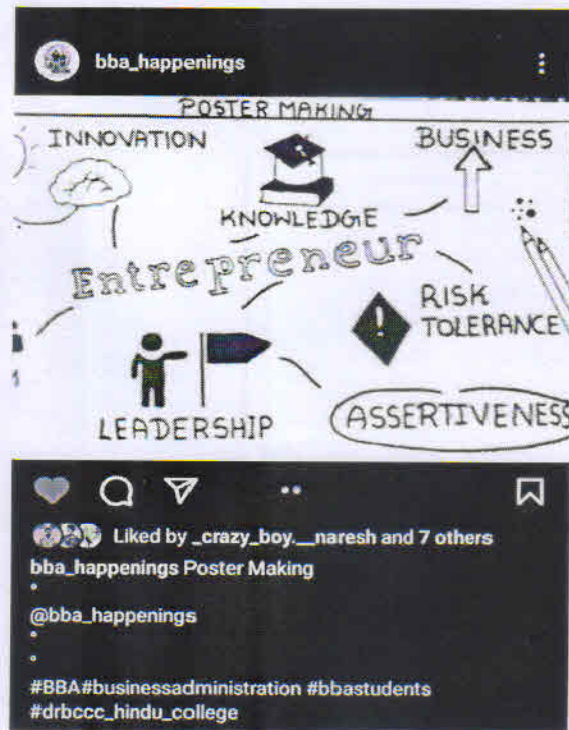 bba_happenings
POSTER MAKING
INNOVATION
BUSINESS
KNOWLEDGE
Entrepreneur
RISK
TOLERANCE
LEADERSHIP
ASSERTIVENESS
Liked by _crazy_boy.__naresh and 7 others
bba_happenings Poster Making
@bba_happenings
#BBA#businessadministration #bbastudents
#drbccc_hindu_college